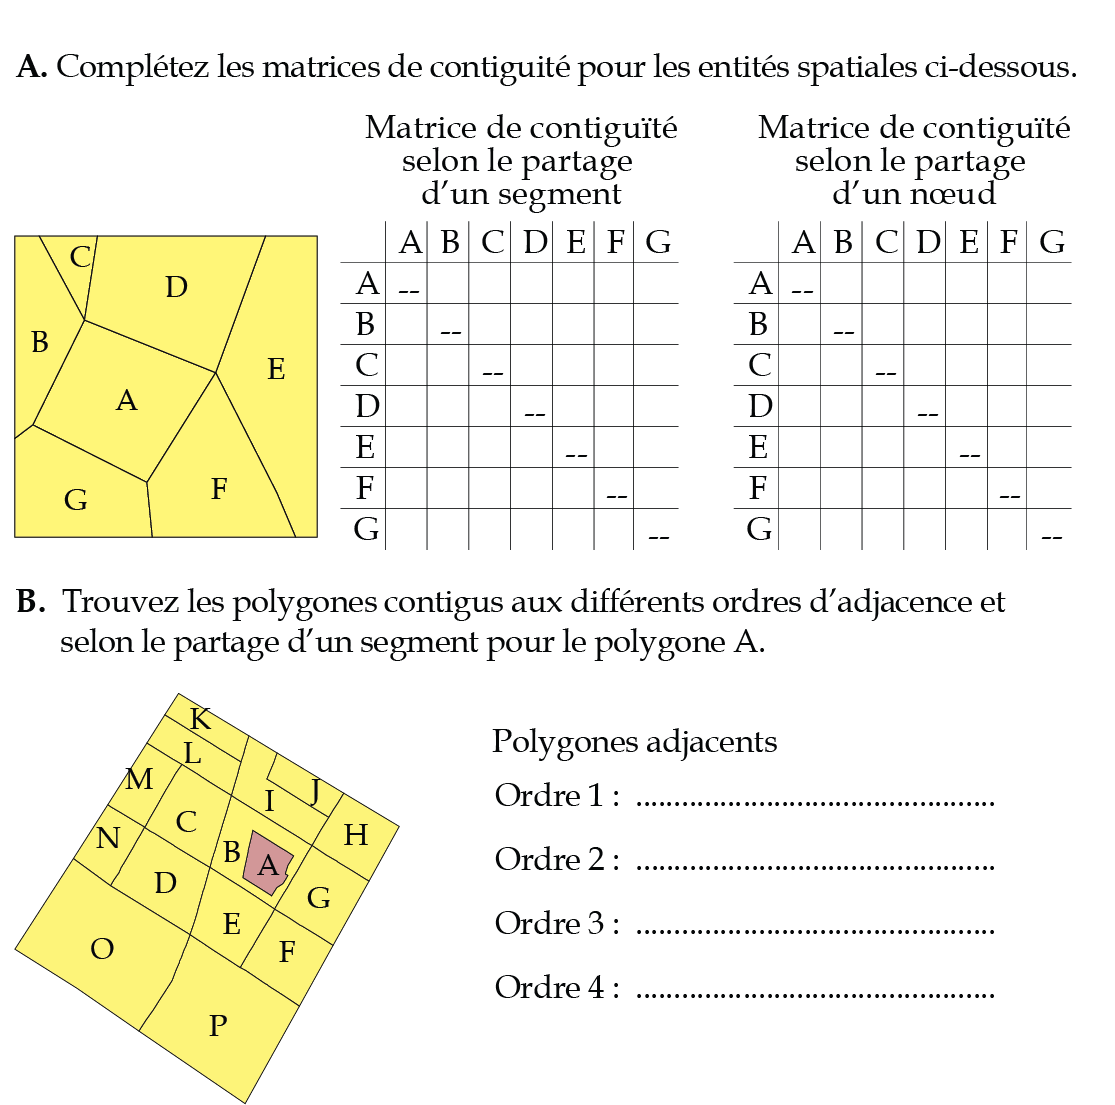 A. Complétez les matrices de contiguité pour les entités spatiales ci-dessous.
Matrice de contiguïté
selon le partage
d’un segment
Matrice de contiguïté
selon le partage
d’un nœud
C
D
B
E
A
G
F
A B C D E F G
A --
B --
C --
D --
E --
F --
G --
A B C D E F G
A --
B --
C --
D --
E --
F --
G --
B. Trouvez les polygones contigus aux différents ordres d’adjacence et
selon le partage d’un segment pour le polygone A.
K
L
M
I
J
C
H
N
B
A
D
G
E
O
F
P
Polygones adjacents
Ordre 1 : ................................................
Ordre 2 : ................................................
Ordre 3 : ................................................
Ordre 4 : ................................................